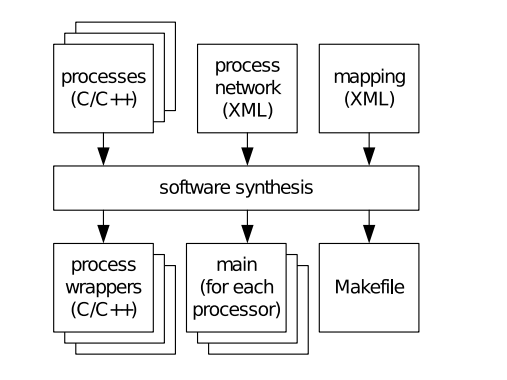 processes
(C/C++)
process
network
(XML)
mapping
(XML)
software synthesis
process
wrappers
(C/C++)
main
(for each
processor)
Makefile